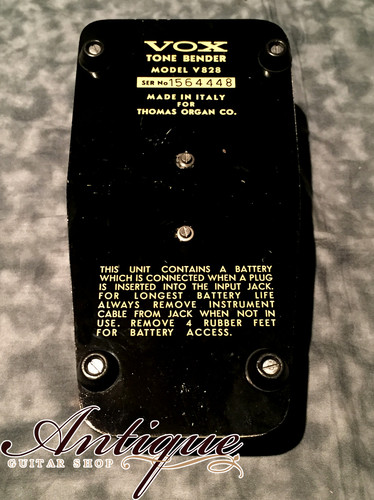 VOX
TONE BENDER
MODEL V828
SER No 1564448
MADE IN ITALY
FOR
THOMAS ORGAN CO.
THIS UNIT CONTAINS A BATTERY
WHICH IS CONNECTED WHEN A PLUG
IS INSERTED INTO THE INPUT JACK.
FOR LONGEST BATTERY LIFE
ALWAYS REMOVE INSTRUMENT
CABLE FROM JACK WHEN NOT IN
USE. REMOVE 4 RUBBER FEET
FOR BATTERY ACCESS.
Antique
GUITAR SHOP